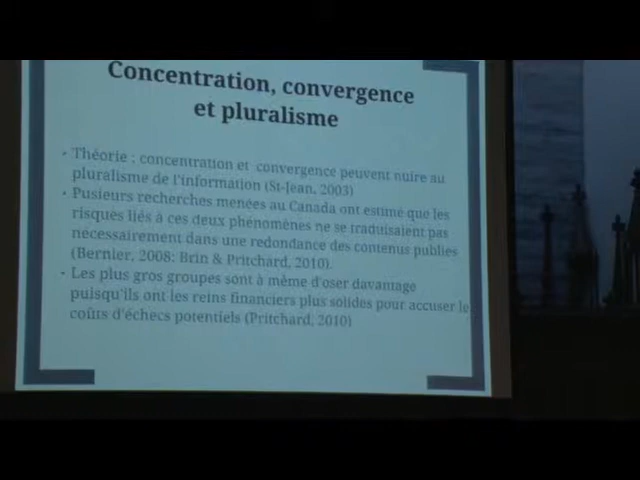 Concentration, convergence
et pluralisme
- Théorie : concentration et convergence peuvent nuire au
pluralisme de l'information (St-Jean, 2003)
- Pusieurs recherches menées au Canada ont estimé que les
risques liés à ces deux phénomènes ne se traduisaient pas
nécessairement dans une redondance des contenus publiés
(Bernier, 2008; Brin & Pritchard, 2010).
- Les plus gros groupes sont à même d'oser davantage
puisqu'ils ont les reins financiers plus solides pour accuser le
coûts d'échecs potentiels (Pritchard, 2010)